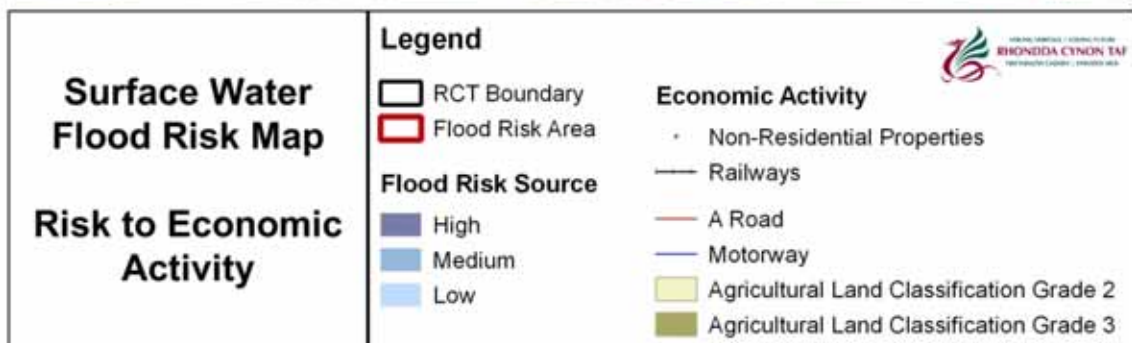 Surface Water
Flood Risk Map
Risk to Economic
Activity
Legend
RCT Boundary
Flood Risk Area
Flood Risk Source
High
Medium
Low
RHONDDA CYNON TAF
Economic Activity
Non-Residential Properties
Railways
A Road
Motorway
Agricultural Land Classification Grade 2
Agricultural Land Classification Grade 3